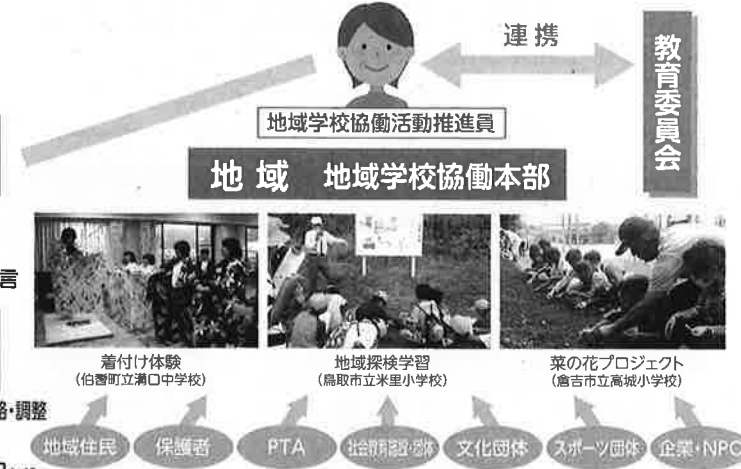 連携
教育委員会
地域学校協働活動推進員
地域 地域学校協働本部
言
着付け体験
(伯耆町立溝口中学校)
地域探検学習
(鳥取市立米里小学校)
菜の花プロジェクト
(倉吉市立高城小学校)
・調整
地域住民
保護者
PTA
社会教育施設・団体
文化団体
スポーツ団体
企業・NPO